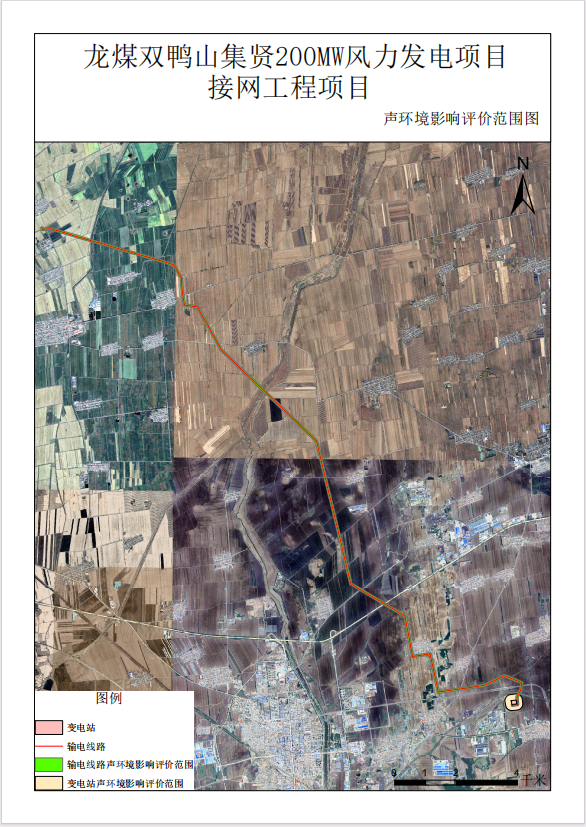 龙煤双鸭山集贤200MW风力发电项目
接网工程项目
声环境影响评价范围图
N
图例
变电站
输电线路
输电线路声环境影响评价范围
变电站声环境影响评价范围
0 1 2 4 千米